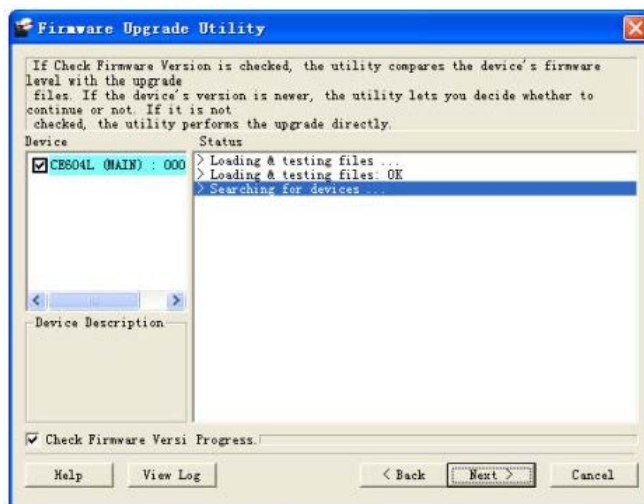 Firmware Upgrade Utility
If Check Firmware Version is checked, the utility compares the device's firmware
level with the upgrade
files. If the device's version is newer, the utility lets you decide whether to
continue or not. If it is not
checked, the utility performs the upgrade directly.
Device
Status
CE604L (MAIN) : 000
> Loading & testing files ...
> Loading & testing files: OK
> Searching for devices ...
Device Description
Check Firmware Versi Progress.
Help
View Log
< Back
Next >
Cancel